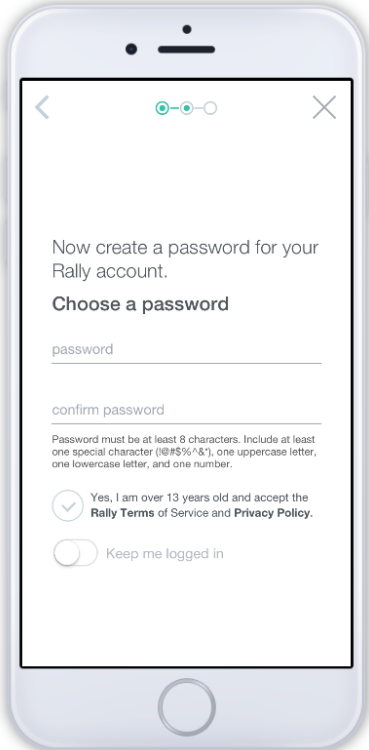 Now create a password for your
Rally account.
Choose a password
password
confirm password
Password must be at least 8 characters. Include at least
one special character (!@#$%^&*), one uppercase letter,
one lowercase letter, and one number.
Yes, I am over 13 years old and accept the
Rally Terms of Service and Privacy Policy.
Keep me logged in